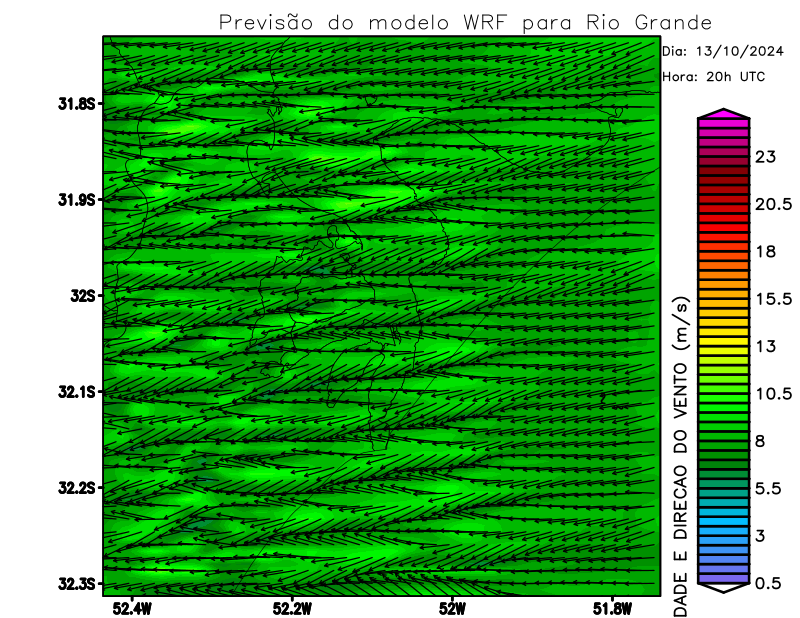 Previsão do modelo WRF para Rio Grande
Dia: 13/10/2024
Hora: 20h UTC
31.8S
31.9S
32S
32.1S
32.2S
32.3S
52.4W
52.2W
52W
51.8W
23
20.5
18
15.5
13
10.5
8
5.5
3
0.5
DADE E DIRECAO DO VENTO (m/s)